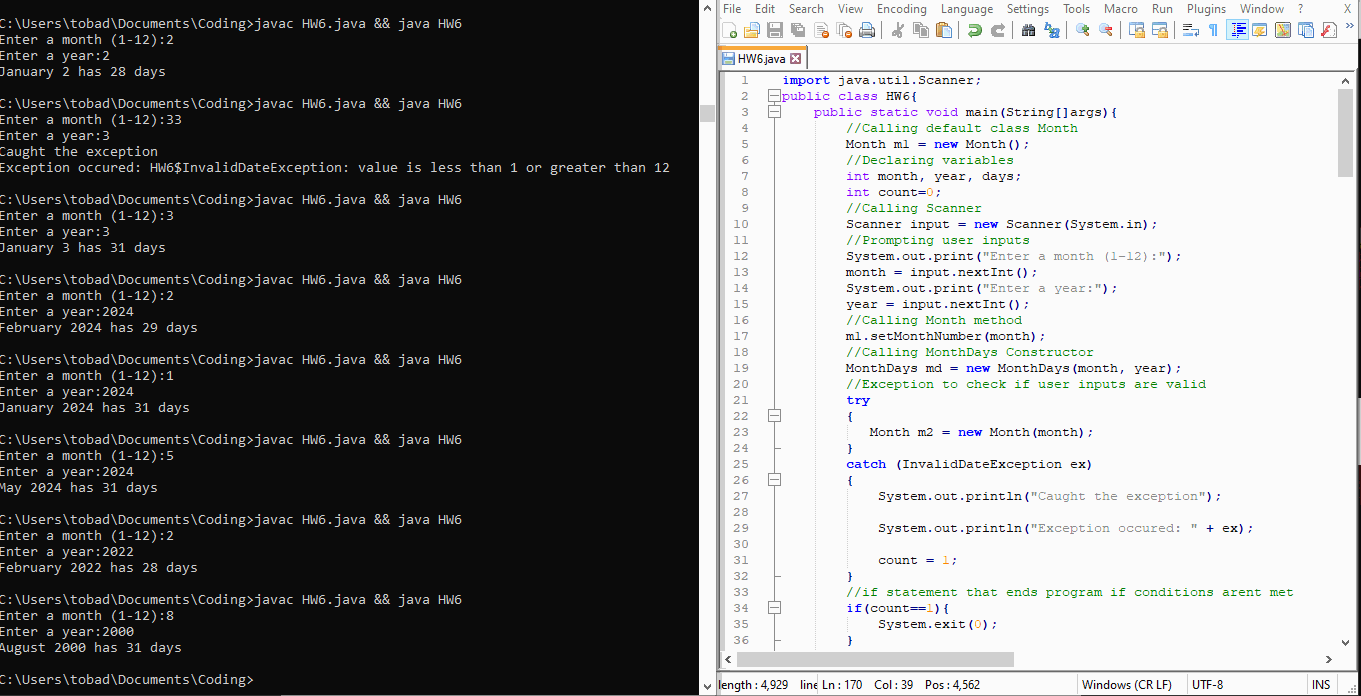 C:\Users\tobad\Documents\Coding>javac HW6.java && java HW6
Enter a month (1-12):2
Enter a year:2
January 2 has 28 days
C:\Users\tobad\Documents\Coding>javac HW6.java && java HW6
Enter a month (1-12):33
Enter a year:3
Caught the exception
Exception occured: HW6$InvalidDateException: value is less than 1 or greater than 12
C:\Users\tobad\Documents\Coding>javac HW6.java && java HW6
Enter a month (1-12):3
Enter a year:3
January 3 has 31 days
C:\Users\tobad\Documents\Coding>javac HW6.java && java HW6
Enter a month (1-12):2
Enter a year:2024
February 2024 has 29 days
C:\Users\tobad\Documents\Coding>javac HW6.java && java HW6
Enter a month (1-12):1
Enter a year:2024
January 2024 has 31 days
C:\Users\tobad\Documents\Coding>javac HW6.java && java HW6
Enter a month (1-12):5
Enter a year:2024
May 2024 has 31 days
C:\Users\tobad\Documents\Coding>javac HW6.java && java HW6
Enter a month (1-12):2
Enter a year:2022
February 2022 has 28 days
C:\Users\tobad\Documents\Coding>javac HW6.java && java HW6
Enter a month (1-12):8
Enter a year:2000
August 2000 has 31 days
C:\Users\tobad\Documents\Coding>
File Edit Search View Encoding Language Settings Tools Macro Run Plugins Window ? X
HW6.java
1 import java.util.Scanner;
2 public class HW6{
3 public static void main(String[]args){
4 //Calling default class Month
5 Month m1 = new Month();
6 //Declaring variables
7 int month, year, days;
8 int count=0;
9 //Calling Scanner
10 Scanner input = new Scanner(System.in);
11 //Prompting user inputs
12 System.out.print("Enter a month (1-12):");
13 month = input.nextInt();
14 System.out.print("Enter a year:");
15 year = input.nextInt();
16 //Calling Month method
17 m1.setMonthNumber(month);
18 //Calling MonthDays Constructor
19 MonthDays md = new MonthDays(month, year);
20 //Exception to check if user inputs are valid
21 try
22 {
23 Month m2 = new Month(month);
24 }
25 catch (InvalidDateException ex)
26 {
27 System.out.println("Caught the exception");
28
29 System.out.println("Exception occured: " + ex);
30
31 count = 1;
32 }
33 //if statement that ends program if conditions arent met
34 if(count==1){
35 System.exit(0);
36 }
length : 4,929 line Ln : 170 Col : 39 Pos : 4,562 Windows (CR LF) UTF-8 INS